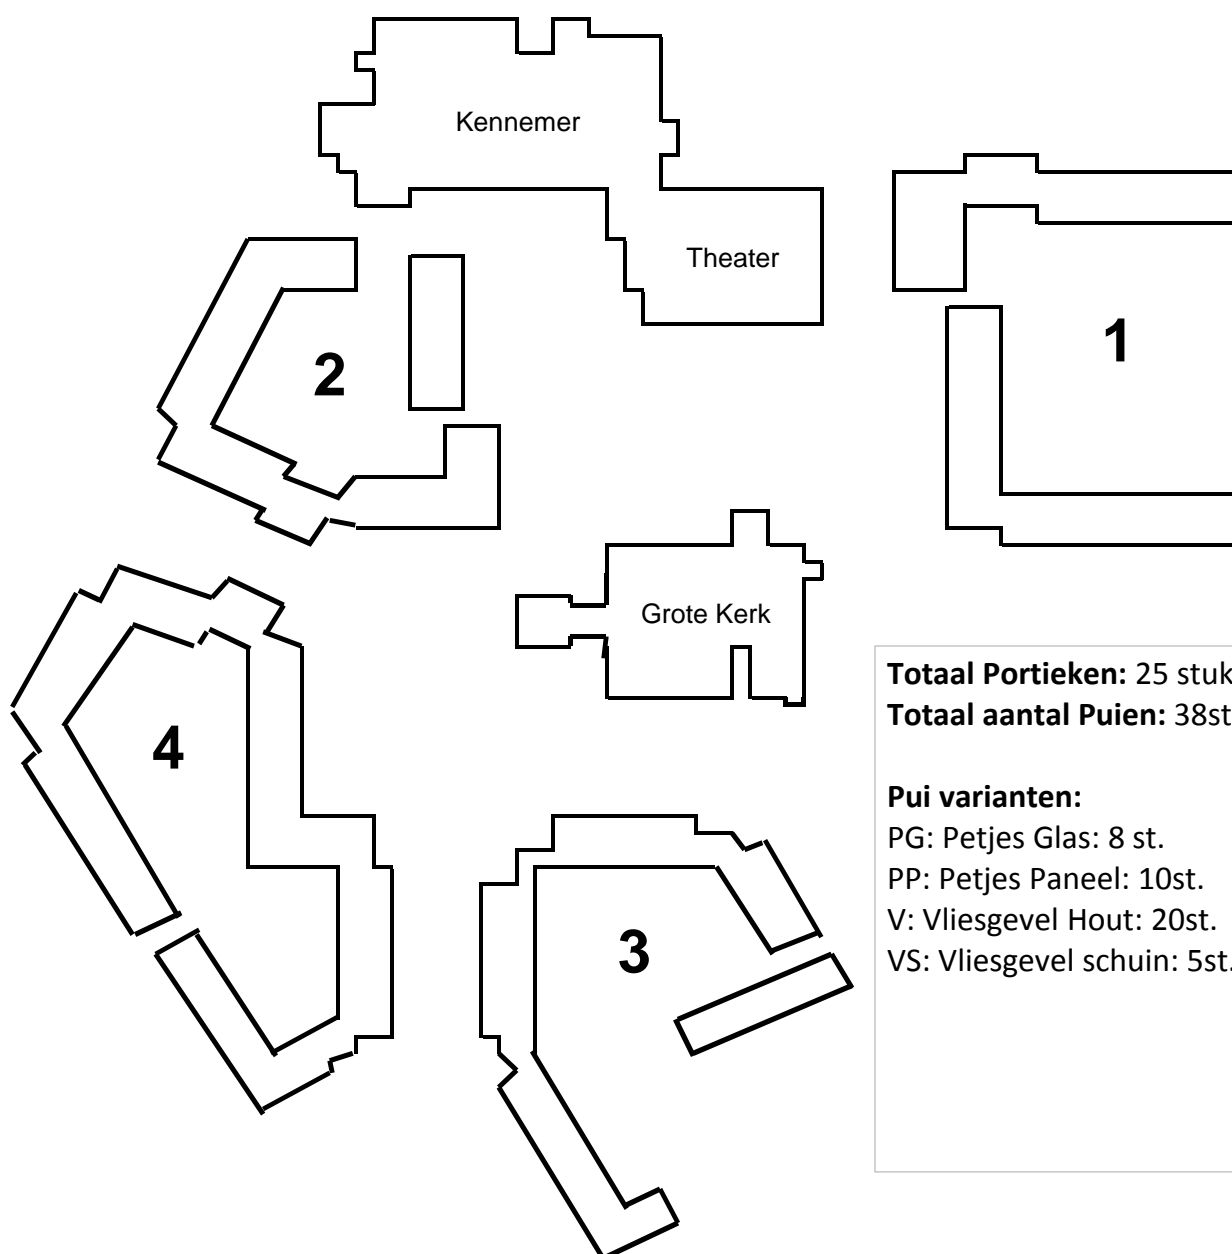 Kennemer
Theater
1
2
Grote Kerk
Totaal Portieken: 25 stuk
Totaal aantal Puien: 38st
4
Pui varianten:
PG: Petjes Glas: 8 st.
PP: Petjes Paneel: 10st.
V: Vliesgevel Hout: 20st.
3
VS: Vliesgevel schuin: 5st.